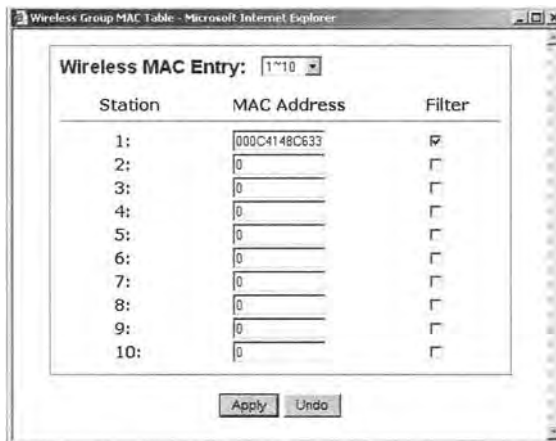 Wireless Group MAC Table - Microsoft Internet Explorer
Wireless MAC Entry: 1~10
Station MAC Address Filter
1: 000C4148C633
2: 0
3: 0
4: 0
5: 0
6: 0
7: 0
8: 0
9: 0
10: 0
Apply Undo